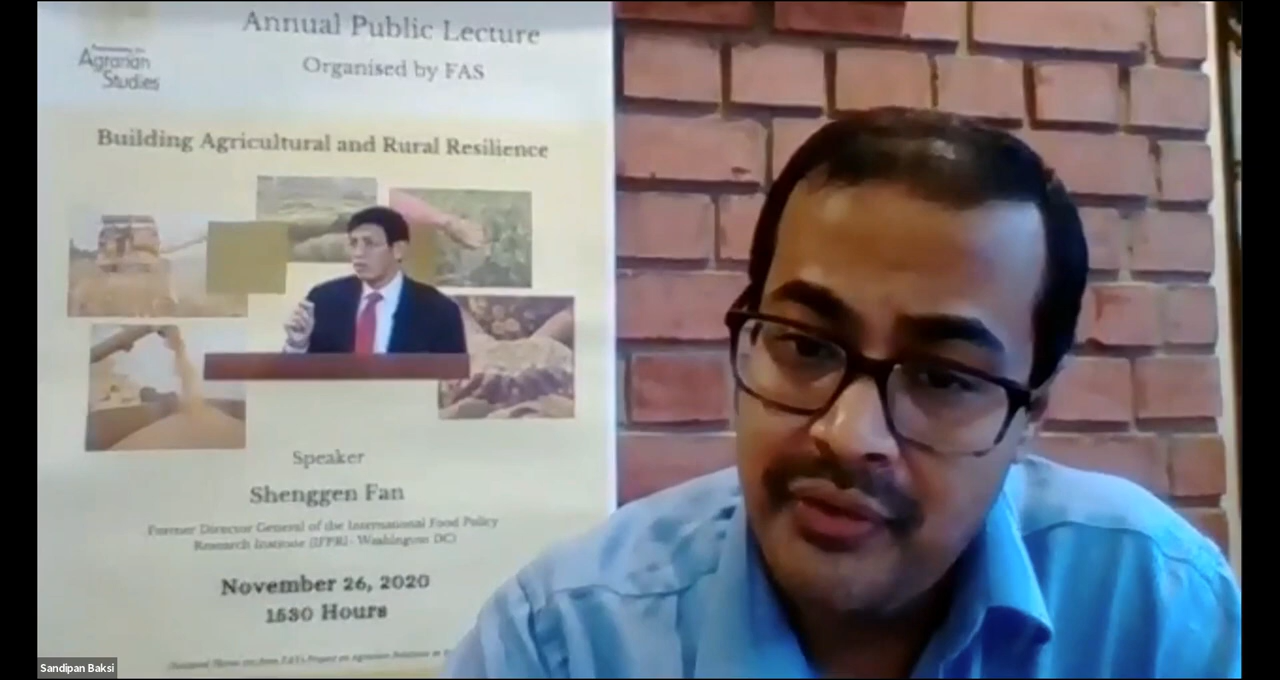 Annual Public Lecture
Organised by FAS
Agrarian
Studies
Building Agricultural and Rural Resilience
Speaker
Shenggen Fan
Former Director General of the International Food Policy
Research Institute (IFPRI - Washington DC)
November 26, 2020
1530 Hours
Sandipan Baksi